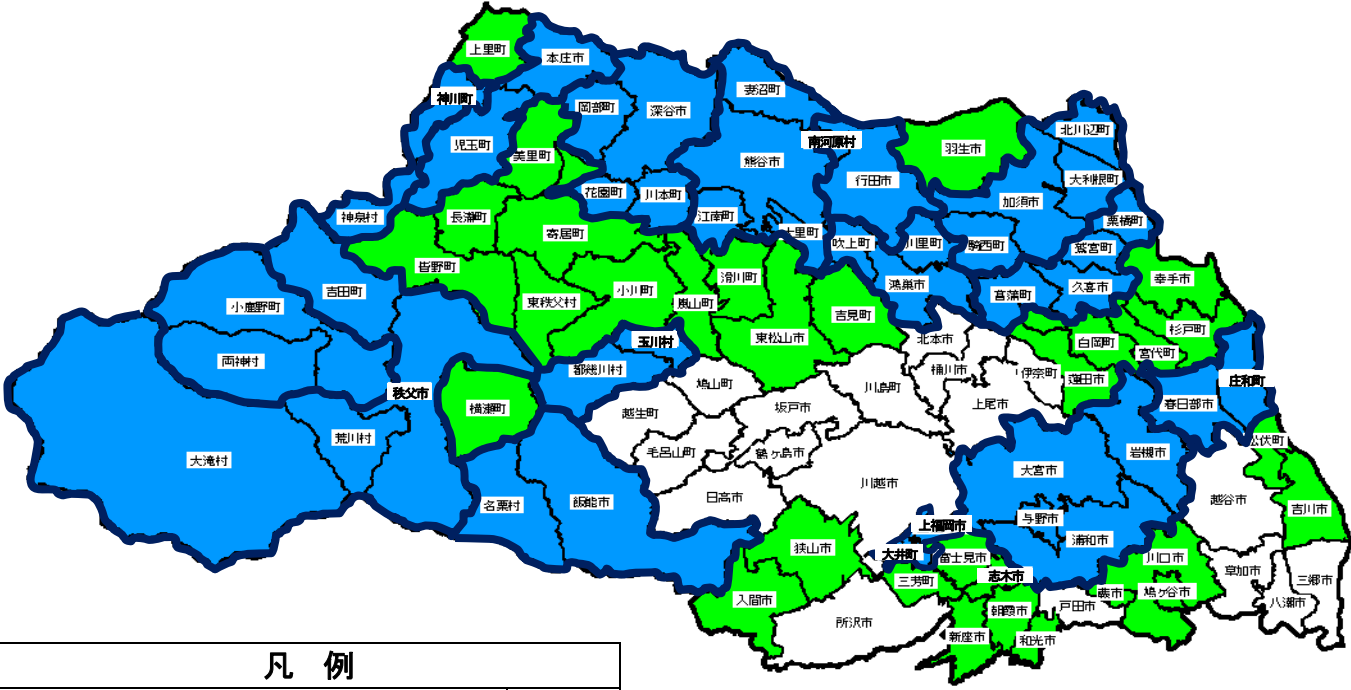 上里町
本庄市
神川町
岡部町
深谷市
妻沼町
児玉町
美里町
南河原村
熊谷市
羽生市
北川辺町
行田市
大利根町
花園町
川本町
加須市
神泉村
長瀞町
江南町
栗橋町
寄居町
大里町
吹上町
川里町
騎西町
鷲宮町
皆野町
滑川町
幸手市
吉田町
東秩父村
小川町
嵐山町
鴻巣市
菖蒲町
久喜市
小鹿野町
吉見町
杉戸町
玉川村
東松山市
北本市
白岡町
宮代町
両神村
都幾川村
桶川市
伊奈町
蓮田市
庄和町
秩父市
鳩山町
川島町
横瀬町
坂戸市
上尾市
春日部市
越生町
荒川村
松伏町
大滝村
毛呂山町
鶴ヶ島市
大宮市
岩槻市
川越市
日高市
越谷市
名栗村
飯能市
吉川市
上福岡市
与野市
浦和市
狭山市
大井町
富士見市
川口市
志木市
三芳町
草加市
三郷市
入間市
朝霞市
戸田市
蕨市
鳩ヶ谷市
八潮市
所沢市
新座市
和光市
凡 例